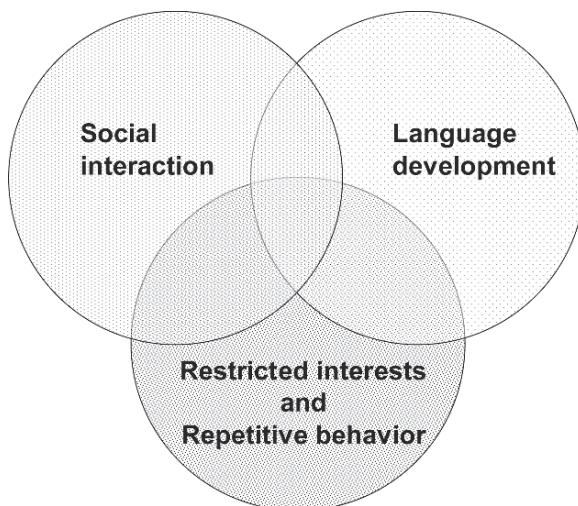 Social
interaction
Language
development
Restricted interests
and
Repetitive behavior